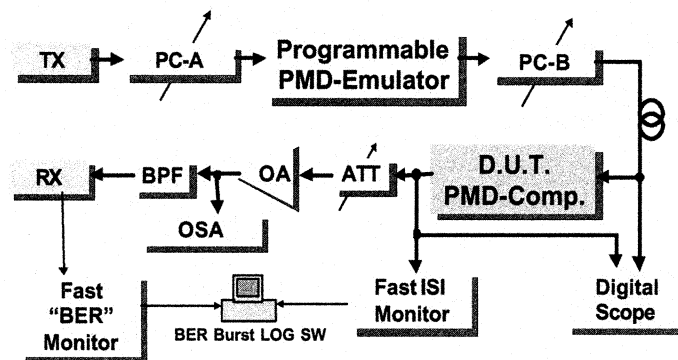 TX
PC-A
Programmable
PMD-Emulator
PC-B
RX
BPF
OA
ATT
D.U.T.
PMD-Comp.
OSA
Fast
“BER”
Monitor
BER Burst LOG SW
Fast ISI
Monitor
Digital
Scope